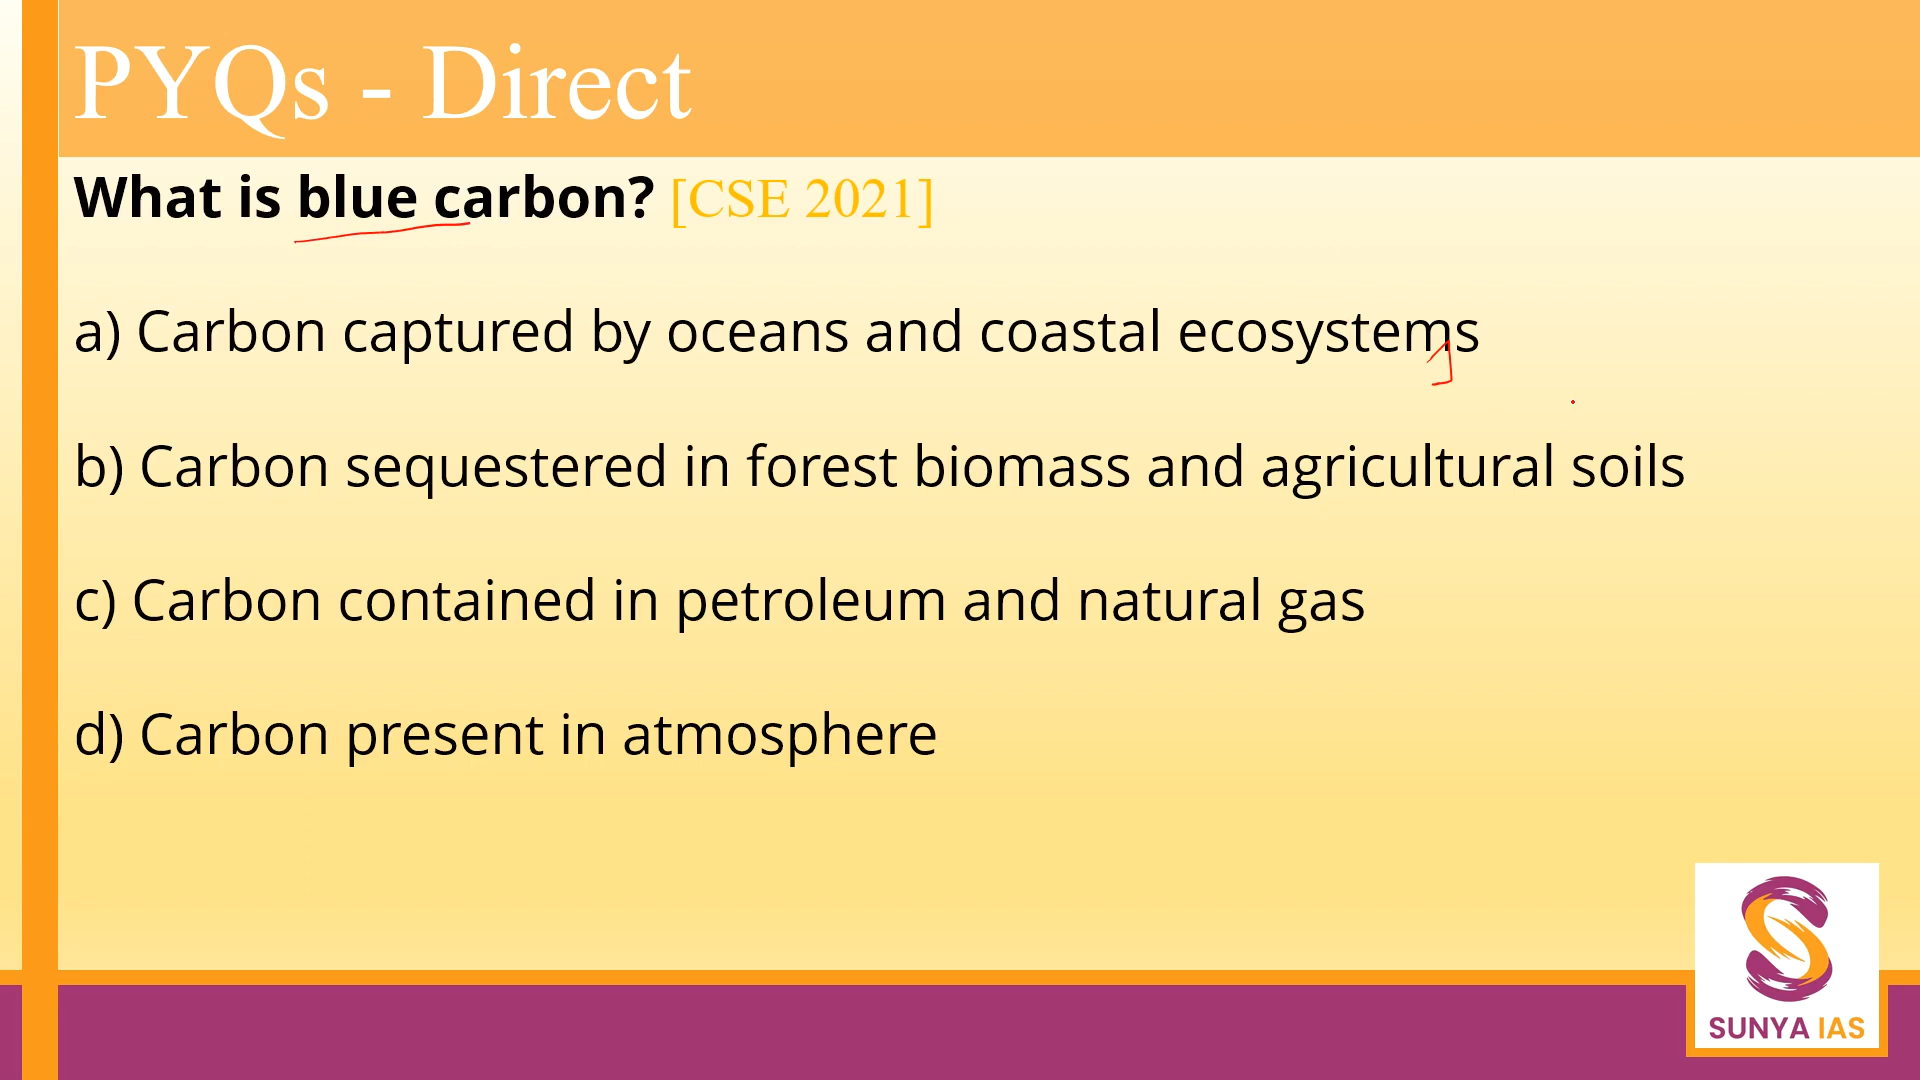 PYQs - Direct
What is blue carbon? [CSE 2021]
a) Carbon captured by oceans and coastal ecosystems
b) Carbon sequestered in forest biomass and agricultural soils
c) Carbon contained in petroleum and natural gas
d) Carbon present in atmosphere
SUNYA IAS